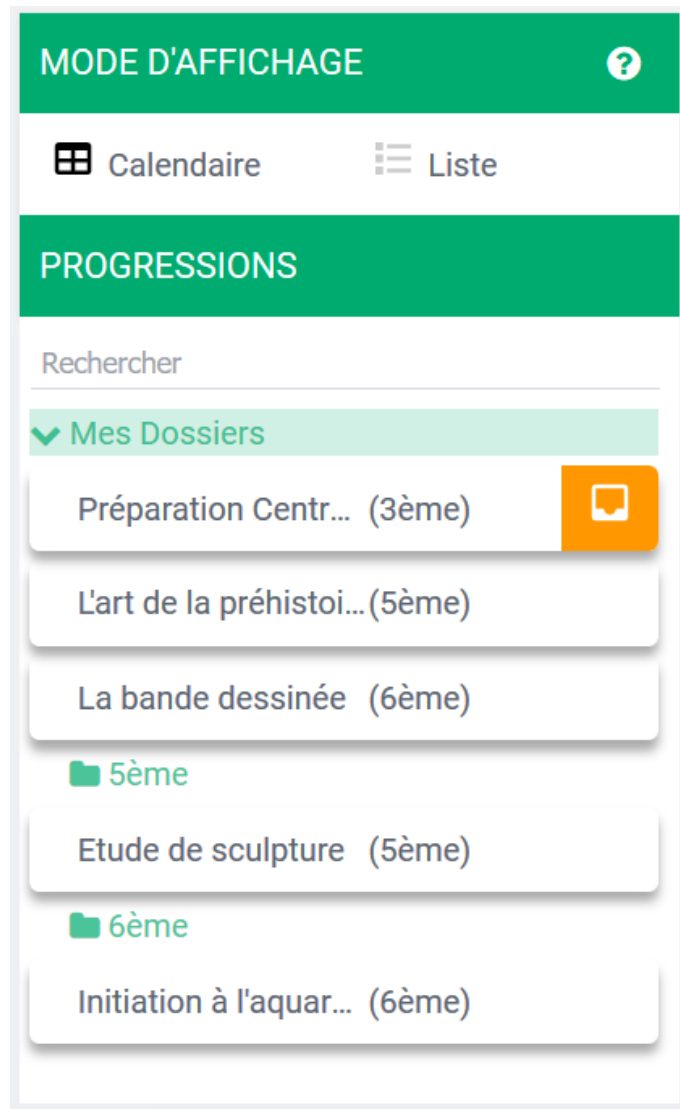 MODE D'AFFICHAGE
Calendaire Liste
PROGRESSIONS
Rechercher
Mes Dossiers
Préparation Centr... (3ème)
L'art de la préhistoi... (5ème)
La bande dessinée (6ème)
5ème
Etude de sculpture (5ème)
6ème
Initiation à l'aquar... (6ème)